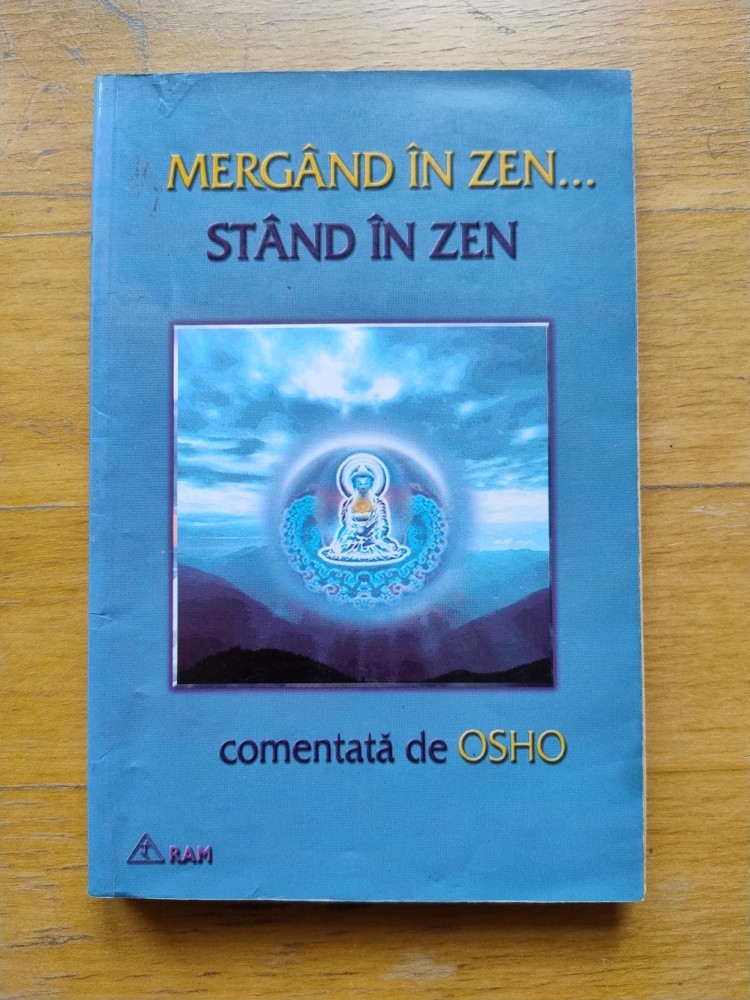 MERGÂND ÎN ZEN...
STÂND ÎN ZEN
comentată de OSHO
RAM